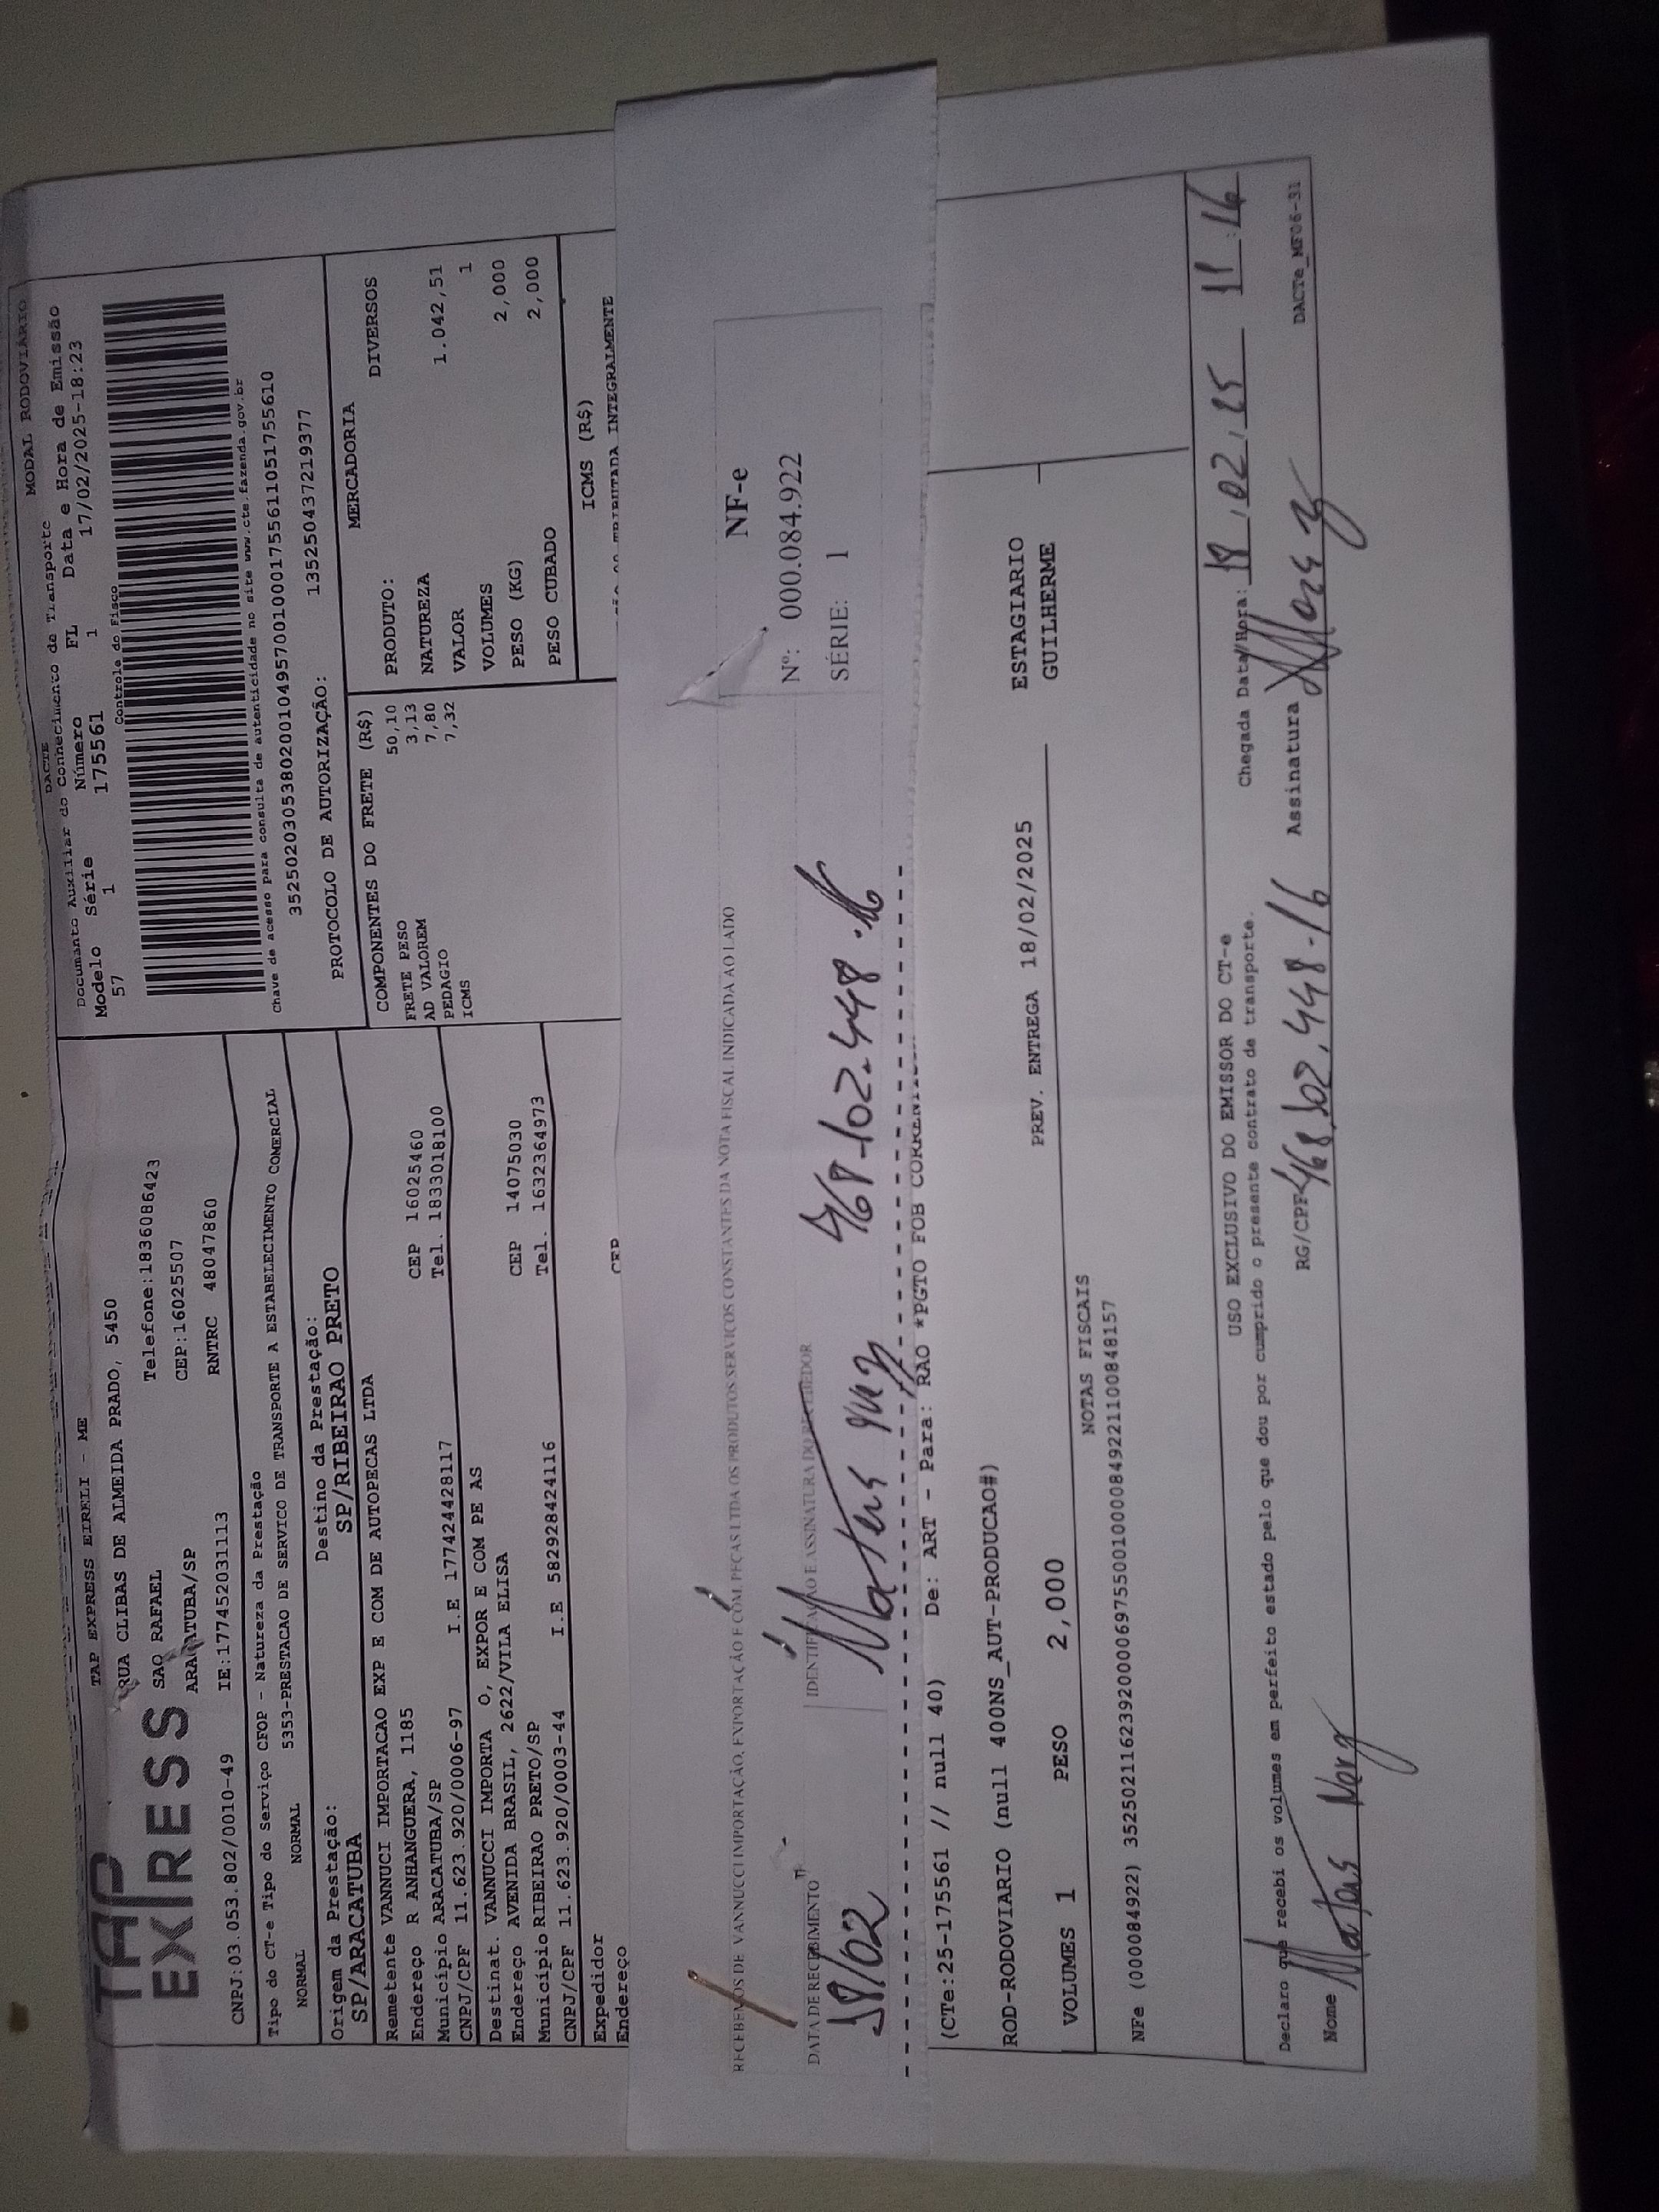 MODAL RODOVIÁRIO
DACTE
Documento Auxiliar do Conhecimento de Transporte
Modelo Série Número FL Data e Hora de Emissão
57 1 175561 1 17/02/2025-18:23
Controle do Fisco
Chave de acesso para consulta de autenticidade no site www.cte.fazenda.gov.br
35250203053802001049570010001755611051755610
PROTOCOLO DE AUTORIZAÇÃO: 135250437219377
TAP EXPRESS
TAP EXPRESS EIRELI - ME
RUA CLIBAS DE ALMEIDA PRADO, 5450
SAO RAFAEL Telefone:1836086423
ARAÇATUBA/SP CEP:16025507
CNPJ:03.053.802/0010-49 IE:177452031113 RNTRC 48047860
Tipo do CT-e Tipo do Serviço CFOP - Natureza da Prestação
NORMAL NORMAL 5353-PRESTACAO DE SERVICO DE TRANSPORTE A ESTABELECIMENTO COMERCIAL
Origem da Prestação: Destino da Prestação:
SP/ARACATUBA SP/RIBEIRAO PRETO
Remetente VANNUCI IMPORTACAO EXP E COM DE AUTOPECAS LTDA
Endereço R ANHANGUERA, 1185 CEP 16025460
Município ARACATUBA/SP Tel. 1833018100
CNPJ/CPF 11.623.920/0006-97 I.E 177424428117
Destinat. VANNUCCI IMPORTA O, EXPOR E COM PE AS
Endereço AVENIDA BRASIL, 2622/VILA ELISA CEP 14075030
Município RIBEIRAO PRETO/SP Tel. 1632364973
CNPJ/CPF 11.623.920/0003-44 I.E 582928424116
Expedidor
Endereço CEP
COMPONENTES DO FRETE (R$)
FRETE PESO 50,10
AD VALOREM 3,13
PEDAGIO 7,80
ICMS 7,32
MERCADORIA
PRODUTO: DIVERSOS
NATUREZA
VALOR 1.042,51
VOLUMES 1
PESO (KG) 2,000
PESO CUBADO 2,000
ICMS (R$)
TRIBUTADA INTEGRALMENTE
RECEBEMOS DE VANNUCCI IMPORTAÇÃO, EXPORTAÇÃO E COM. PEÇAS LTDA OS PRODUTOS/SERVIÇOS CONSTANTES DA NOTA FISCAL INDICADA AO LADO
NF-e
Nº: 000.084.922
SÉRIE: 1
DATA DE RECEBIMENTO IDENTIFICAÇÃO E ASSINATURA DO RECEBEDOR
18/02 468-102.448.16
(CTe:25-175561 // null 40) De: ART - Para: RAO *PGTO FOB
ROD-RODOVIARIO (null 400NS_AUT-PRODUCAO#)
ESTAGIARIO
GUILHERME
VOLUMES 1 PESO 2,000 PREV. ENTREGA 18/02/2025
NOTAS FISCAIS
NFe (000084922) 35250211623920000697550010000849221100848157
USO EXCLUSIVO DO EMISSOR DO CT-e
Declaro que recebi os volumes em perfeito estado pelo que dou por cumprido o presente contrato de transporte.
Chegada Data/Hora: 18,02,25 11:16
Nome RG/CPF Assinatura
DACTe_MF06-31